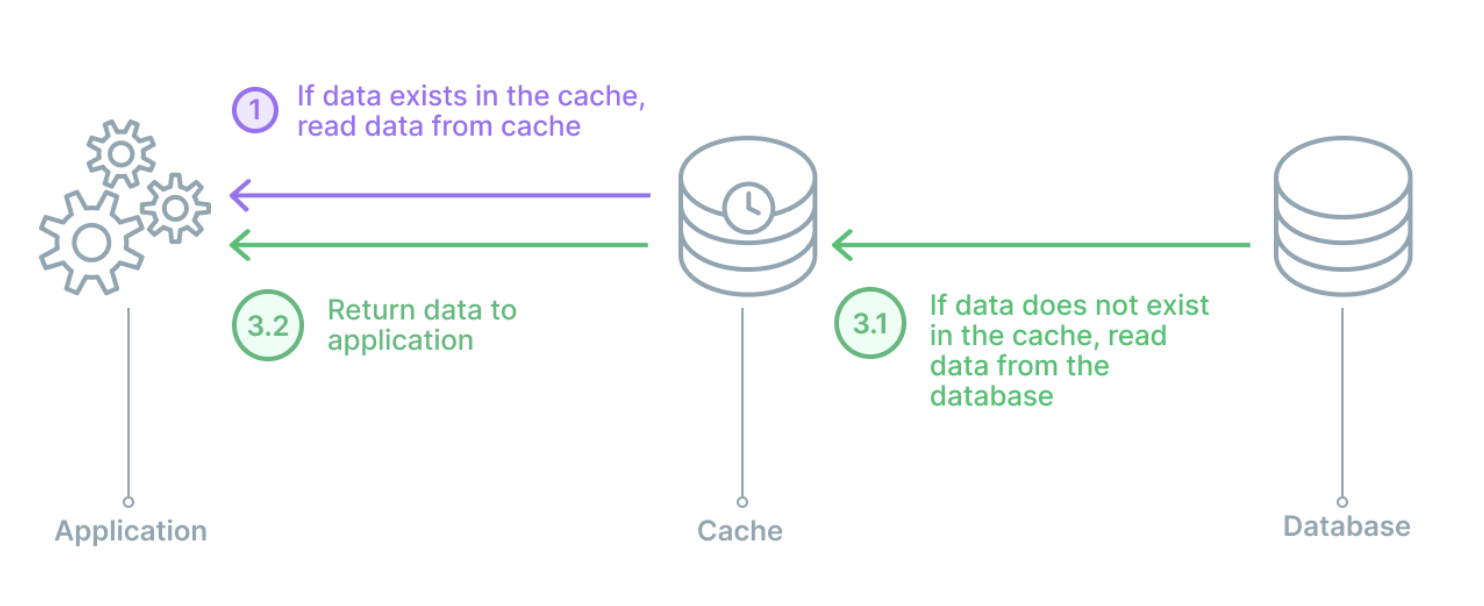 1
If data exists in the cache,
read data from cache
3.2
Return data to
application
3.1
If data does not exist
in the cache, read
data from the
database
Application
Cache
Database